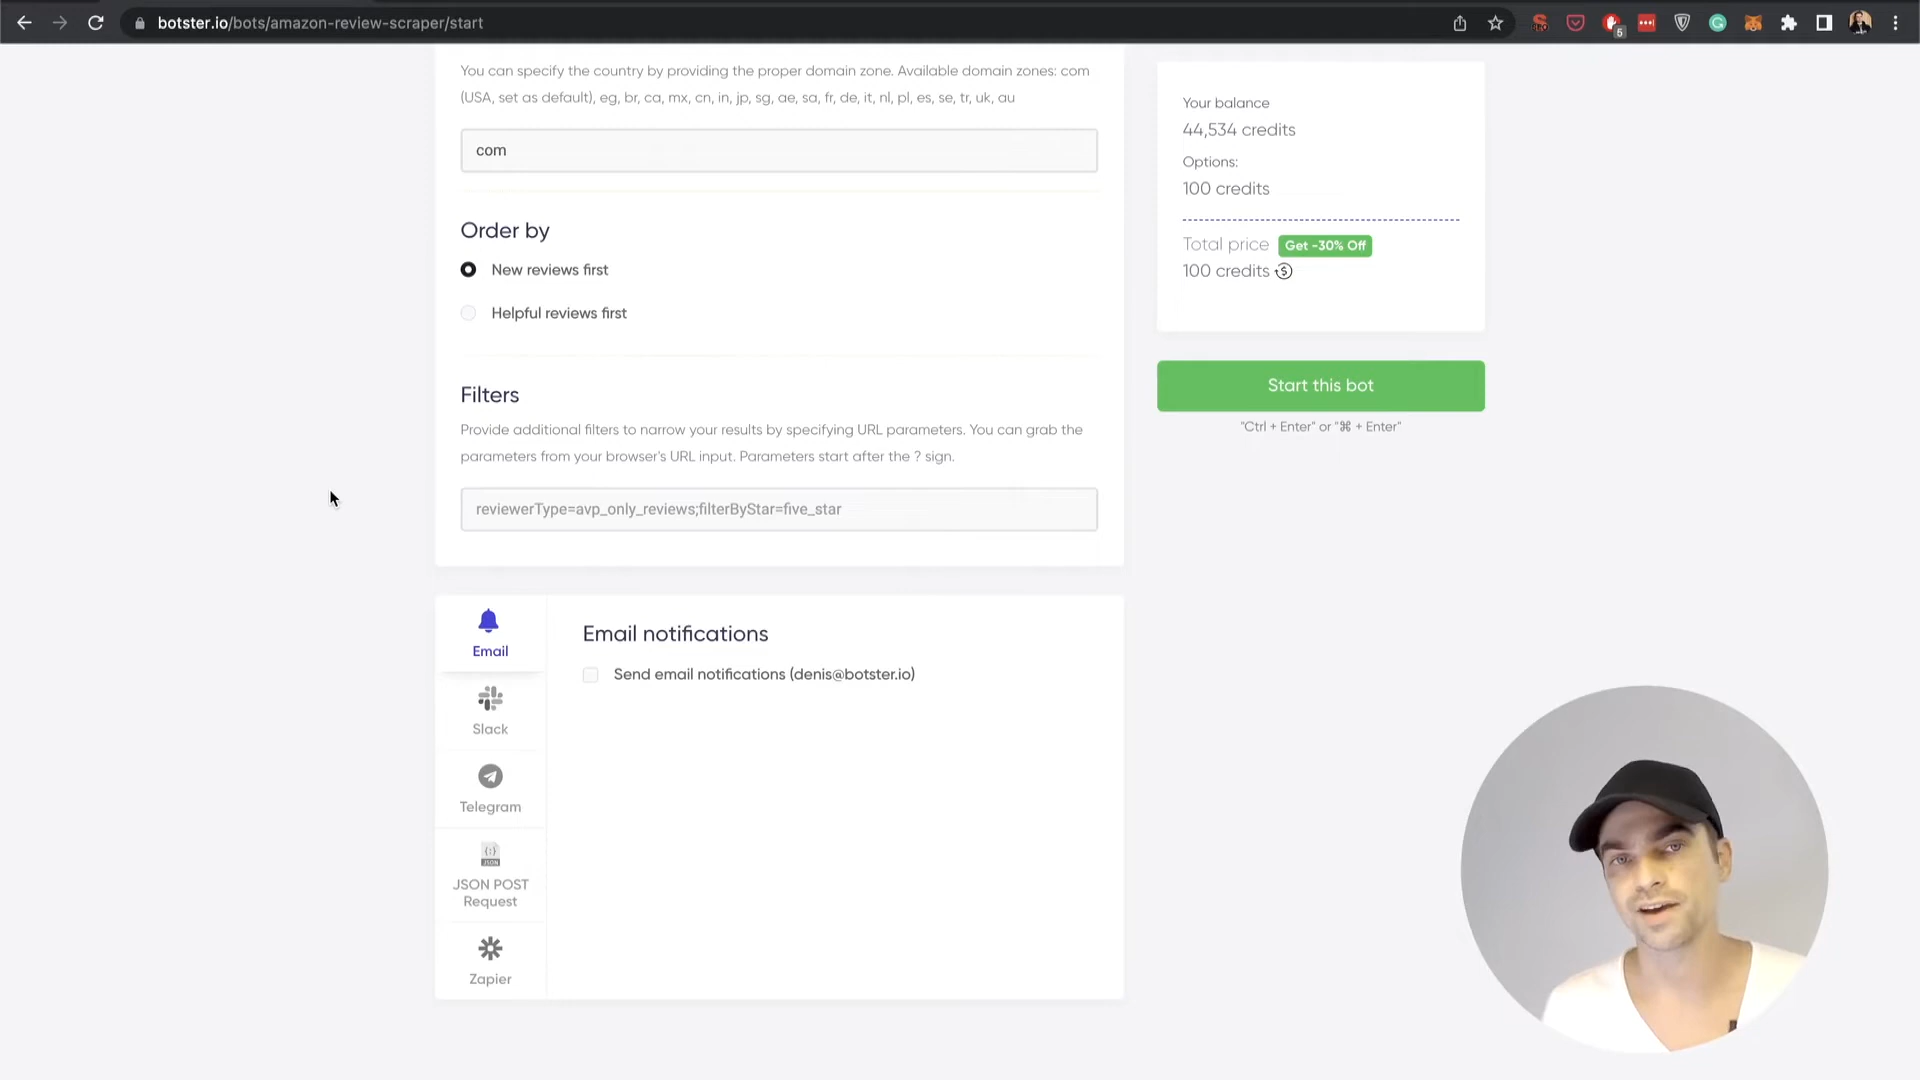 botster.io/bots/amazon-review-scraper/start
5
You can specify the country by providing the proper domain zone. Available domain zones: com
(USA, set as default), eg, br, ca, mx, cn, in, jp, sg, ae, sa, fr, de, it, nl, pl, es, se, tr, uk, au
com
Order by
New reviews first
Helpful reviews first
Filters
Provide additional filters to narrow your results by specifying URL parameters. You can grab the
parameters from your browser's URL input. Parameters start after the ? sign.
reviewerType=avp_only_reviews;filterByStar=five_star
Your balance
44,534 credits
Options:
100 credits
Total price Get -30% Off
100 credits
Start this bot
"Ctrl + Enter" or "⌘ + Enter"
Email
Slack
Telegram
{:}
JSON
JSON POST
Request
Zapier
Email notifications
Send email notifications (denis@botster.io)